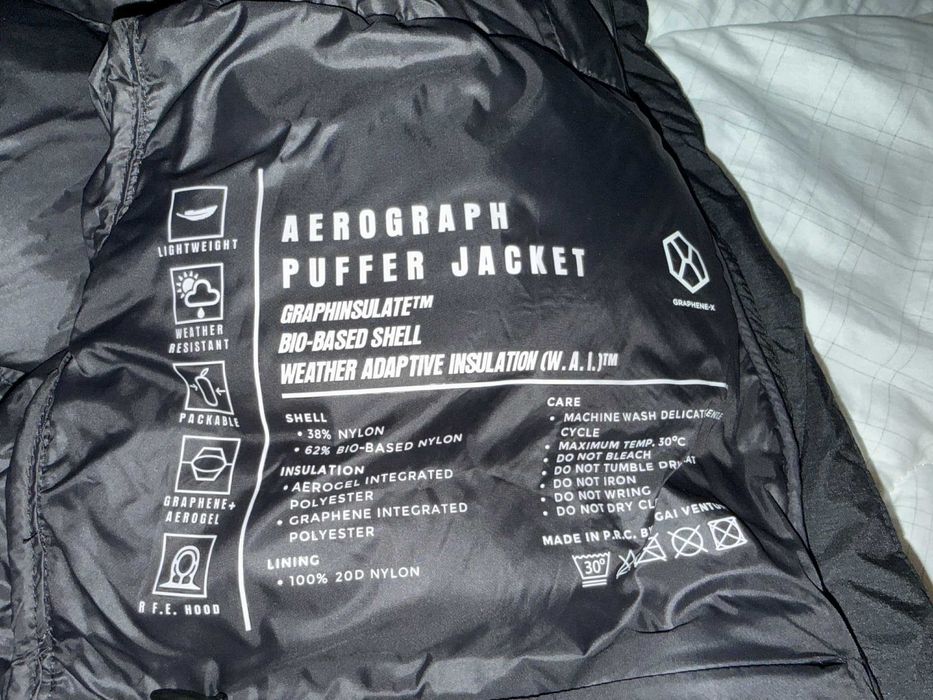 LIGHTWEIGHT
WEATHER
RESISTANT
PACKABLE
GRAPHENE+
AEROGEL
R F.E. HOOD
AEROGRAPH
PUFFER JACKET
GRAPHINSULATE™
BIO-BASED SHELL
WEATHER ADAPTIVE INSULATION (W.A.I.)™
GRAPHENE-X
SHELL
• 38% NYLON
• 62% BIO-BASED NYLON
INSULATION
• AEROGEL INTEGRATED
POLYESTER
• GRAPHENE INTEGRATED
POLYESTER
LINING
• 100% 20D NYLON
CARE
• MACHINE WASH
CYCLE
• MAXIMUM TEMP. 30°C
• DO NOT BLEACH
• DO NOT TUMBLE
• DO NOT IRON
• DO NOT WRING
• DO NOT DRY
MADE IN P.R.C.
30°